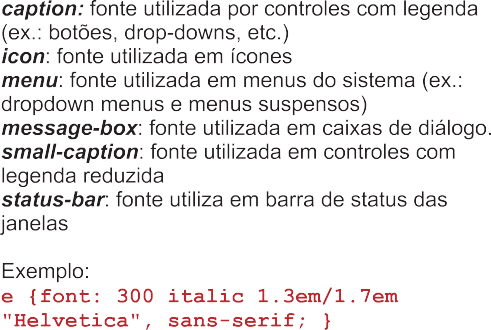 caption: fonte utilizada por controles com legenda
(ex.: botões, drop-downs, etc.)
icon: fonte utilizada em ícones
menu: fonte utilizada em menus do sistema (ex.:
dropdown menus e menus suspensos)
message-box: fonte utilizada em caixas de diálogo.
small-caption: fonte utilizada em controles com
legenda reduzida
status-bar: fonte utiliza em barra de status das
janelas
Exemplo:
e {font: 300 italic 1.3em/1.7em
"Helvetica", sans-serif; }